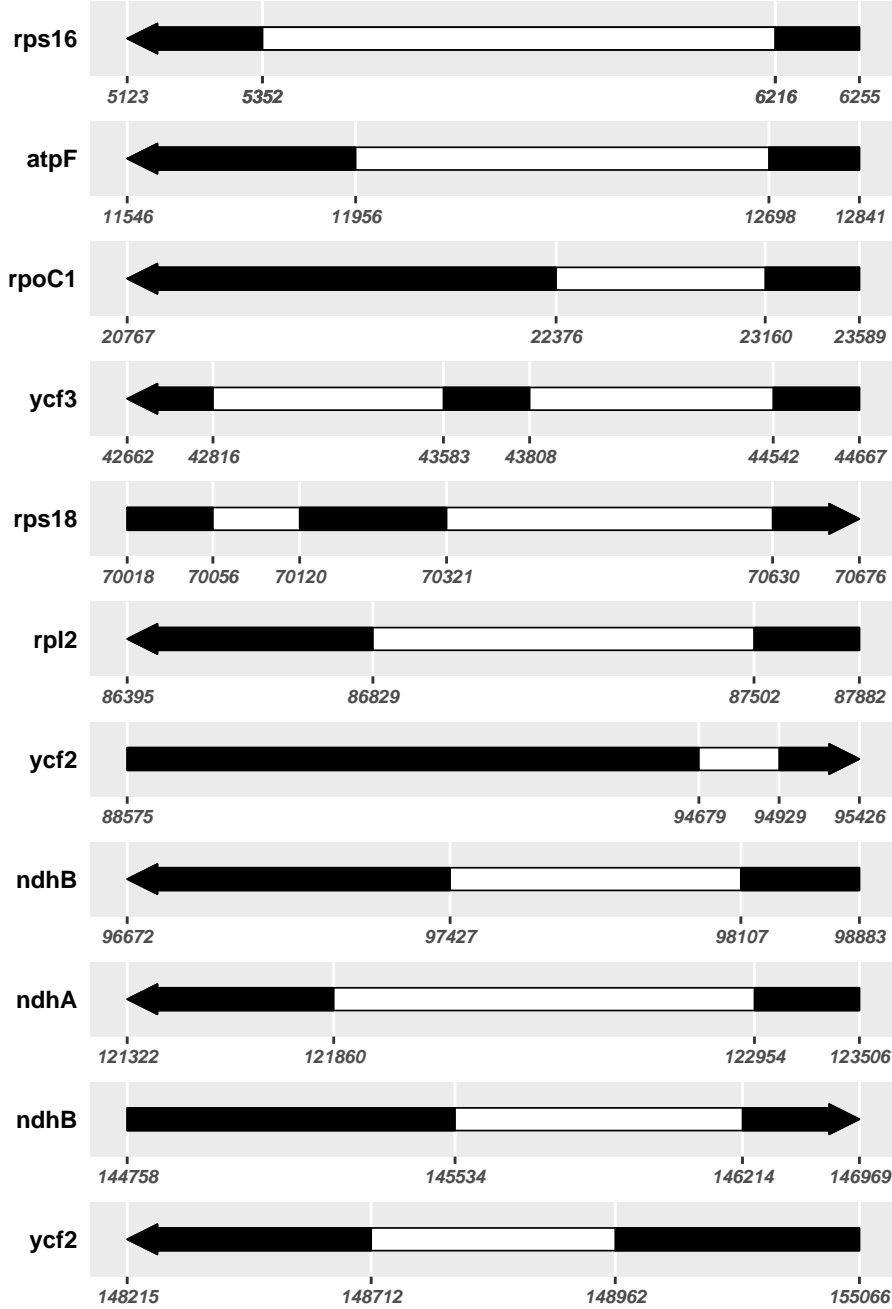 rps16
5123 5352 6216 6255
atpF
11546 11956 12698 12841
rpoC1
20767 22376 23160 23589
ycf3
42662 42816 43583 43808 44542 44667
rps18
70018 70056 70120 70321 70630 70676
rpl2
86395 86829 87502 87882
ycf2
88575 94679 94929 95426
ndhB
96672 97427 98107 98883
ndhA
121322 121860 122954 123506
ndhB
144758 145534 146214 146969
ycf2
148215 148712 148962 155066